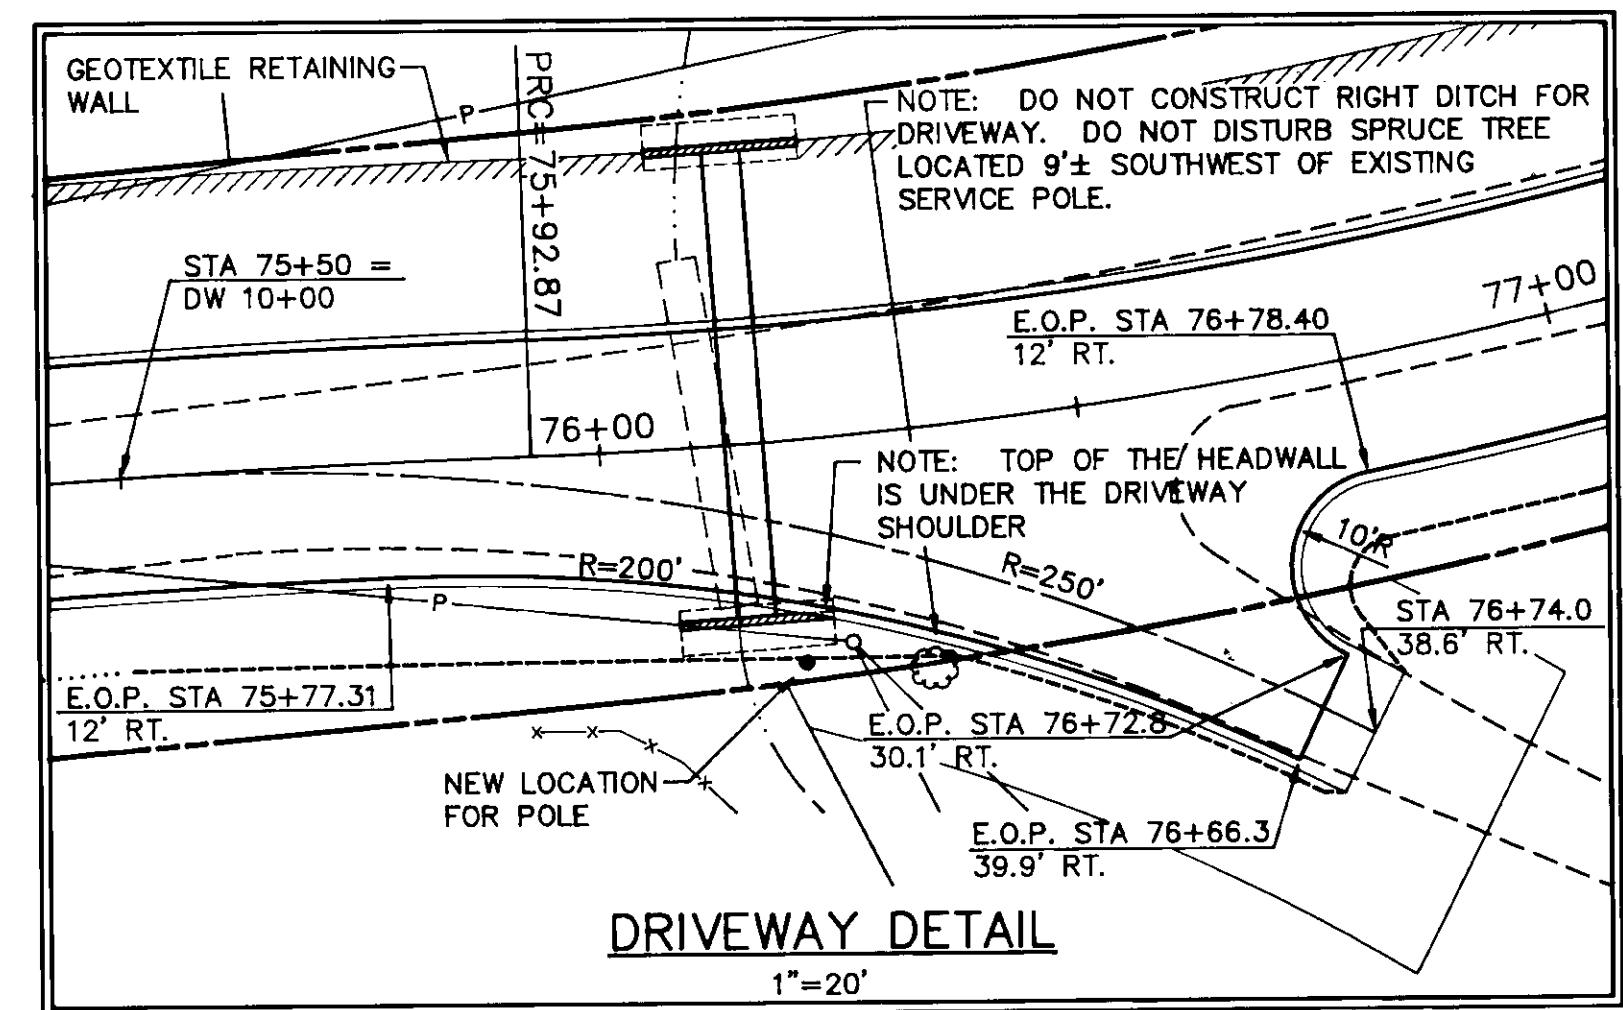 GEOTEXTILE RETAINING
WALL
P
PRC=75+92.87
NOTE: DO NOT CONSTRUCT RIGHT DITCH FOR
DRIVEWAY. DO NOT DISTURB SPRUCE TREE
LOCATED 9'± SOUTHWEST OF EXISTING
SERVICE POLE.
STA 75+50 =
DW 10+00
77+00
E.O.P. STA 76+78.40
12' RT.
76+00
NOTE: TOP OF THE HEADWALL
IS UNDER THE DRIVEWAY
SHOULDER
10'R
R=200'
R=250'
P
STA 76+74.0
38.6' RT.
E.O.P. STA 75+77.31
12' RT.
E.O.P. STA 76+72.8
30.1' RT.
x x x x
NEW LOCATION
FOR POLE
E.O.P. STA 76+66.3
39.9' RT.
DRIVEWAY DETAIL
1"=20'